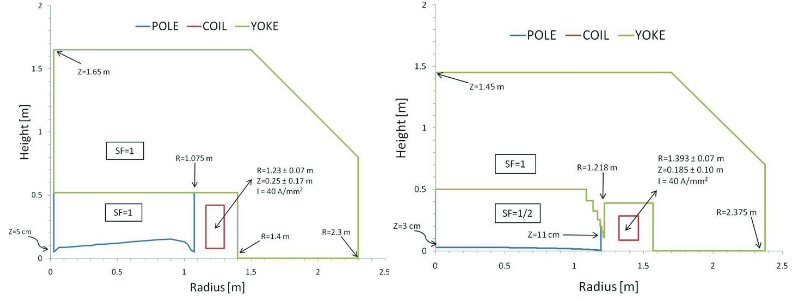 POLE COIL YOKE
2
Z=1.65 m
1.5
Height [m]
1
SF=1
R=1.075 m
R=1.23 ± 0.07 m
Z=0.25 ± 0.17 m
I = 40 A/mm²
0.5
SF=1
Z=5 cm
R=1.4 m
R=2.3 m
0
0 0.5 1 1.5 2 2.5
Radius [m]
POLE COIL YOKE
2
1.5
Z=1.45 m
Height [m]
1
SF=1
R=1.218 m
R=1.393 ± 0.07 m
Z=0.185 ± 0.10 m
I = 40 A/mm²
0.5
SF=1/2
R=2.375 m
Z=3 cm
Z=11 cm
0
0 0.5 1 1.5 2 2.5
Radius [m]